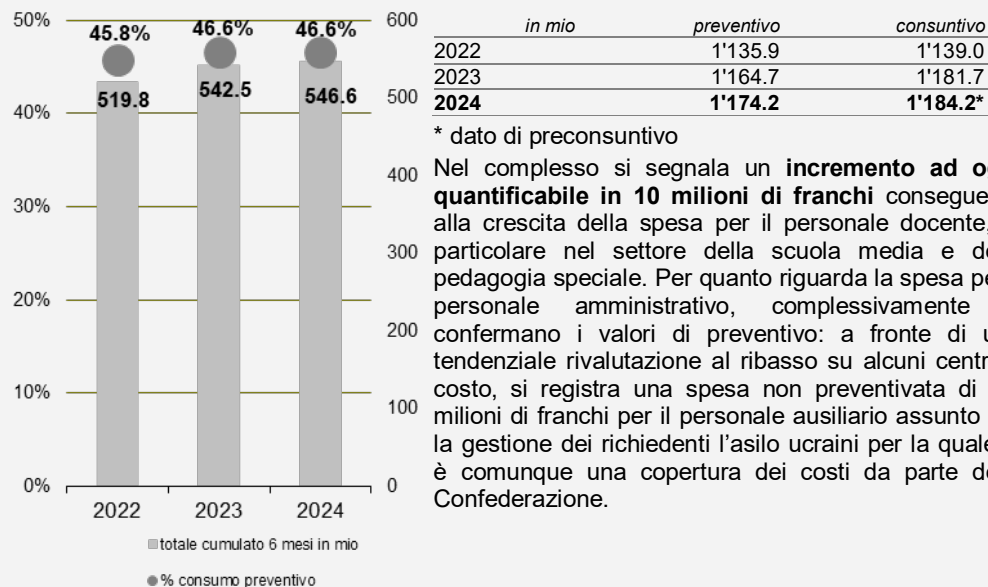 50%
40%
30%
20%
10%
0%
45.8%
46.6%
46.6%
519.8
542.5
546.6
600
500
400
300
200
100
0
2022 2023 2024
totale cumulato 6 mesi in mio
% consumo preventivo
in mio preventivo consuntivo
2022 1'135.9 1'139.0
2023 1'164.7 1'181.7
2024 1'174.2 1'184.2*
* dato di preconsuntivo
Nel complesso si segnala un incremento ad
quantificabile in 10 milioni di franchi
alla crescita della spesa per il personale docente,
particolare nel settore della scuola media e
pedagogia speciale. Per quanto riguarda la spesa
personale amministrativo, complessivamente
confermano i valori di preventivo: a fronte di
tendenziale rivalutazione al ribasso su alcuni
costo, si registra una spesa non preventivata di
milioni di franchi per il personale ausiliario assunto
la gestione dei richiedenti l'asilo ucraini per la
è comunque una copertura dei costi da parte
Confederazione.